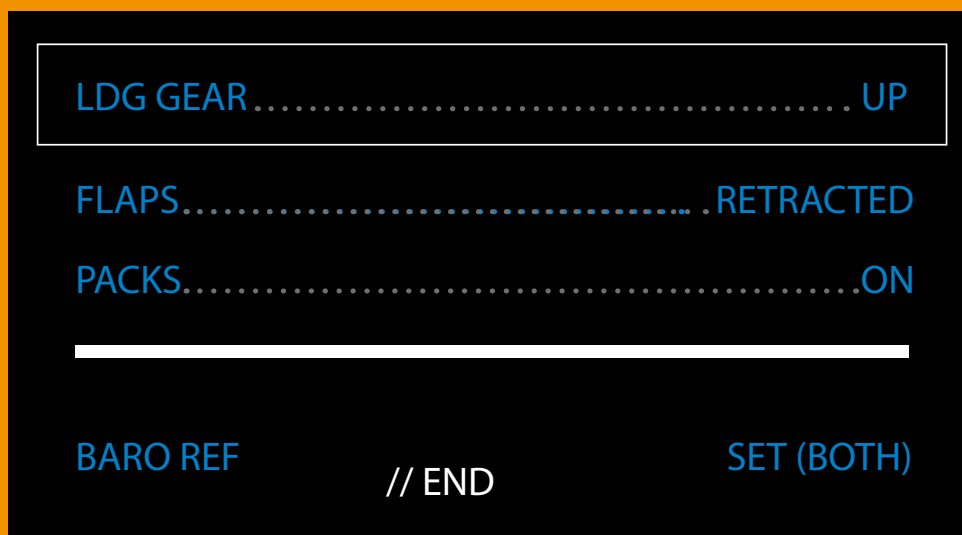 LDG GEAR........................................ UP
FLAPS........................................RETRACTED
PACKS........................................ON
BARO REF SET (BOTH)
// END